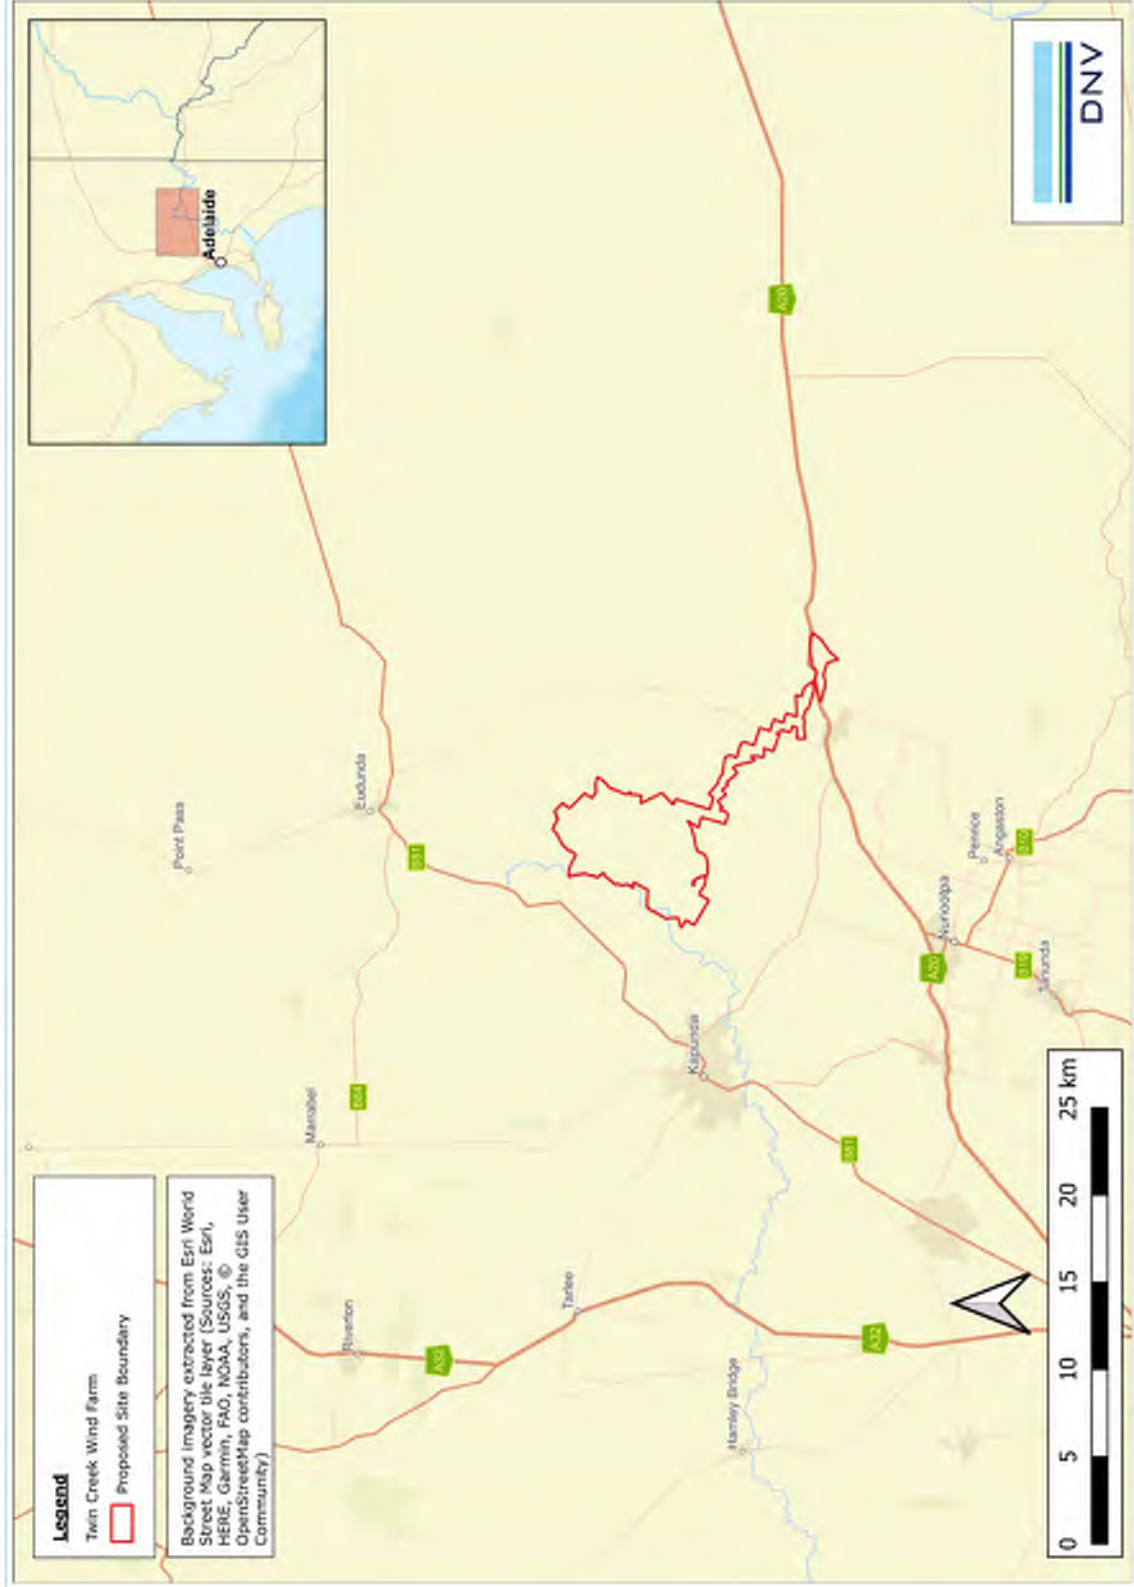 Legend
Twin Creek Wind Farm
Proposed Site Boundary
Background imagery extracted from Esri World
Street Map vector tile layer (Sources: Esri,
HERE, Garmin, FAO, NOAA, USGS, ©
OpenStreetMap contributors, and the GIS User
Community)
Adelaide
Point Pass
Eudunda
B81
Marrabel
B84
Riverton
A32
Tarlee
Kapunda
B81
Hamley Bridge
A32
A20
A20
Nuriootpa
Penrice
Angaston
B10
B19
Tanunda
0 5 10 15 20 25 km
DNV